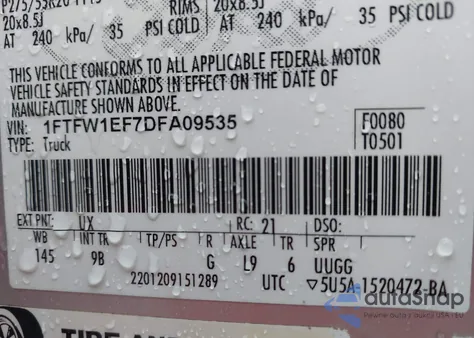 P275/55R20 RIMS 20x8.5J
20x8.5J
AT 240 kPa/ 35 PSI COLD AT 240 kPa/ 35 PSI COLD
THIS VEHICLE CONFORMS TO ALL APPLICABLE FEDERAL MOTOR
VEHICLE SAFETY STANDARDS IN EFFECT ON THE DATE OF
MANUFACTURE SHOWN ABOVE.
VIN: 1FTFW1EF7DFA09535 F0080
TYPE: Truck T0501
EXT PNT: UX RC: 21 DSO:
WB INT TR TP/PS R AXLE TR SPR
145 9B G L9 6 UUGG
2201209151289 UTC ▽5U5A 1520472-BA
autosnap
TIRE AND